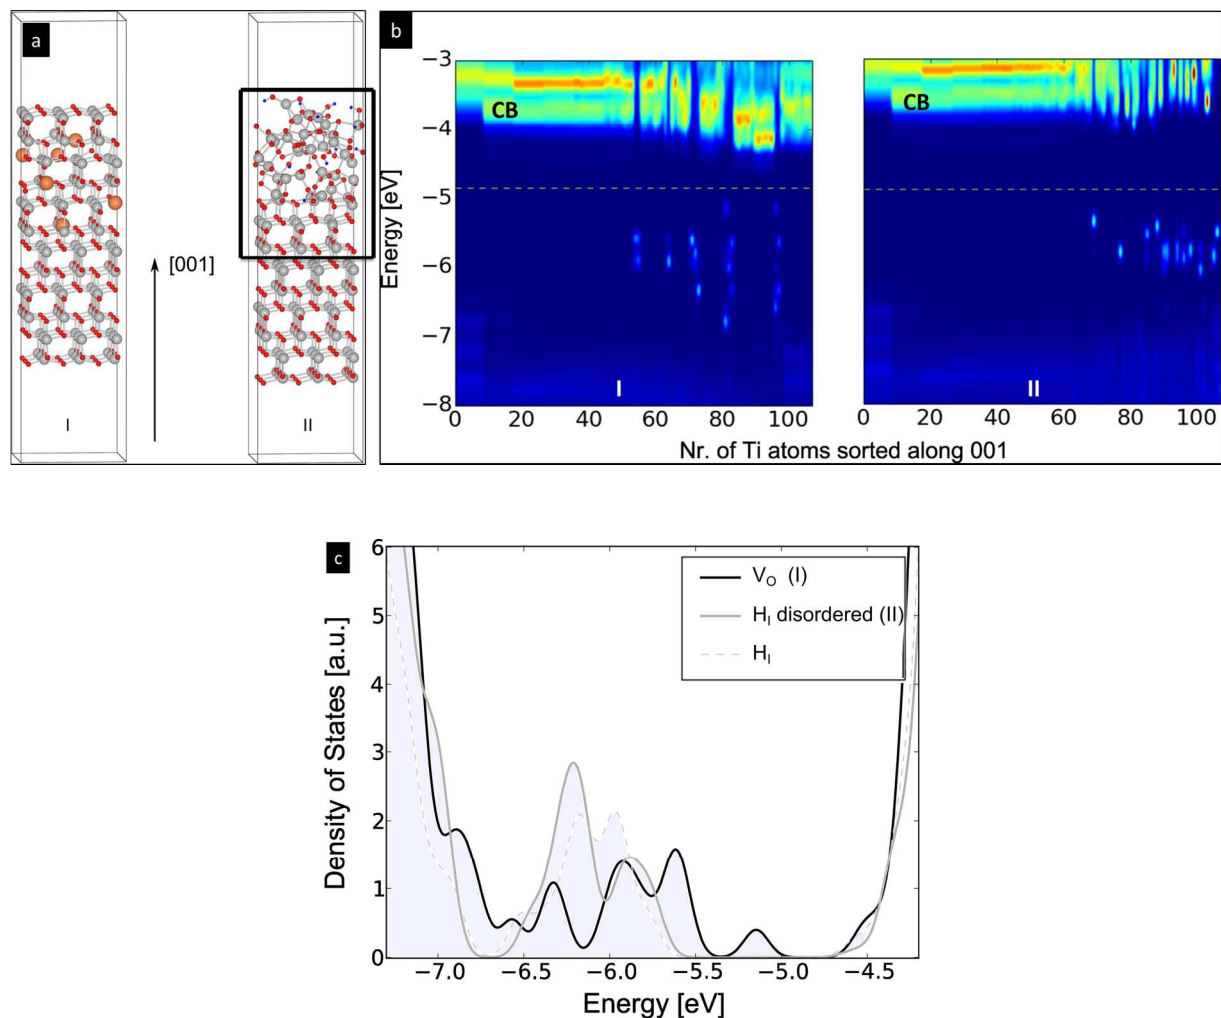 a
[001]
I
II
b
Energy [eV]
−3
−4
−5
−6
−7
−8
CB
CB
I
II
0 20 40 60 80 100
0 20 40 60 80 100
Nr. of Ti atoms sorted along 001
c
Density of States [a.u.]
6
5
4
3
2
1
0
V_O (I)
H_I disordered (II)
H_I
−7.0 −6.5 −6.0 −5.5 −5.0 −4.5
Energy [eV]